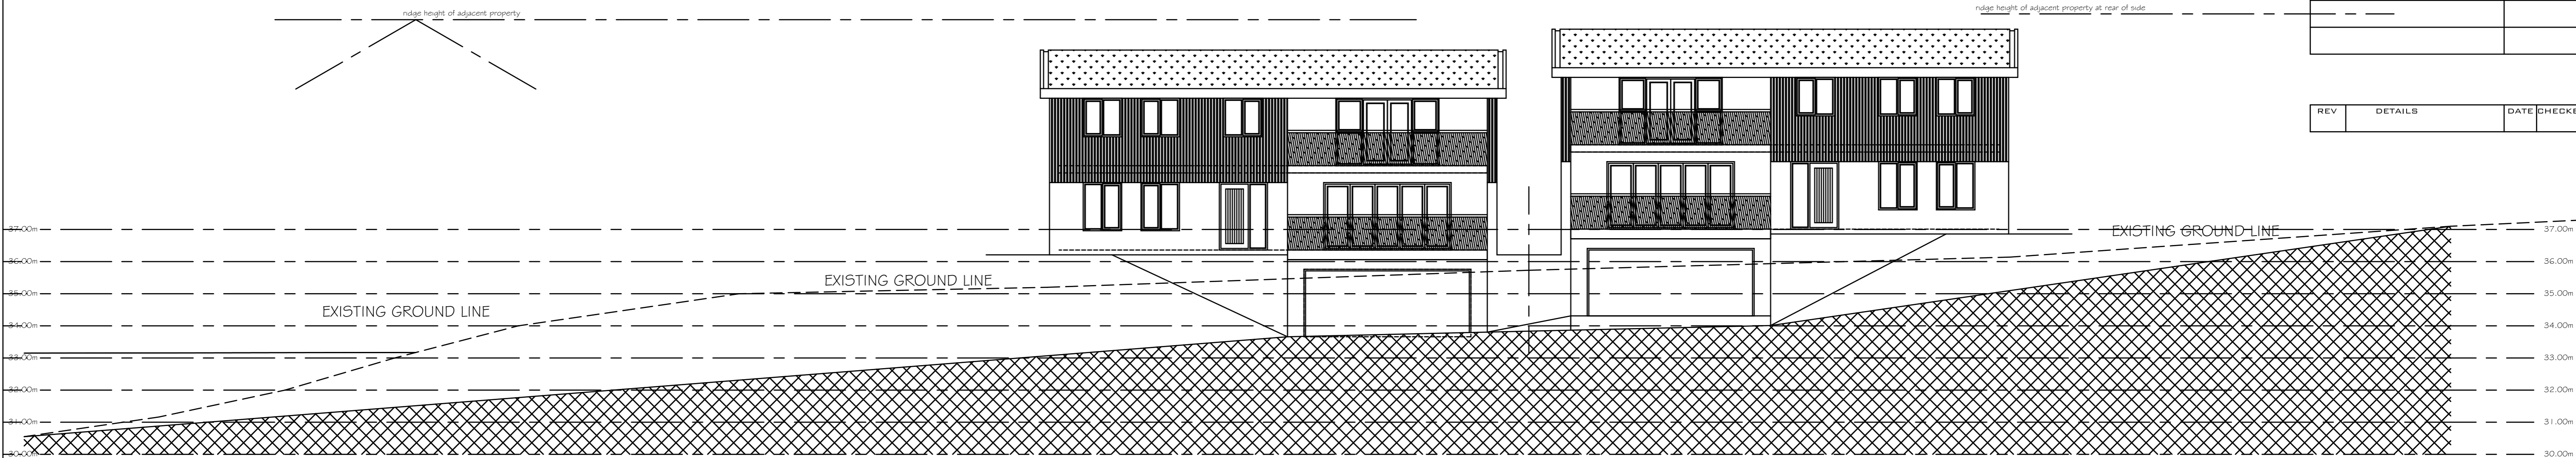 ridge height of adjacent property
ridge height of adjacent property at rear of side
REV DETAILS DATE
37.00m
EXISTING GROUND LINE
37.00m
36.00m
EXISTING GROUND LINE
36.00m
35.00m
EXISTING GROUND LINE
35.00m
34.00m
34.00m
33.00m
33.00m
32.00m
32.00m
31.00m
31.00m
30.00m
30.00m